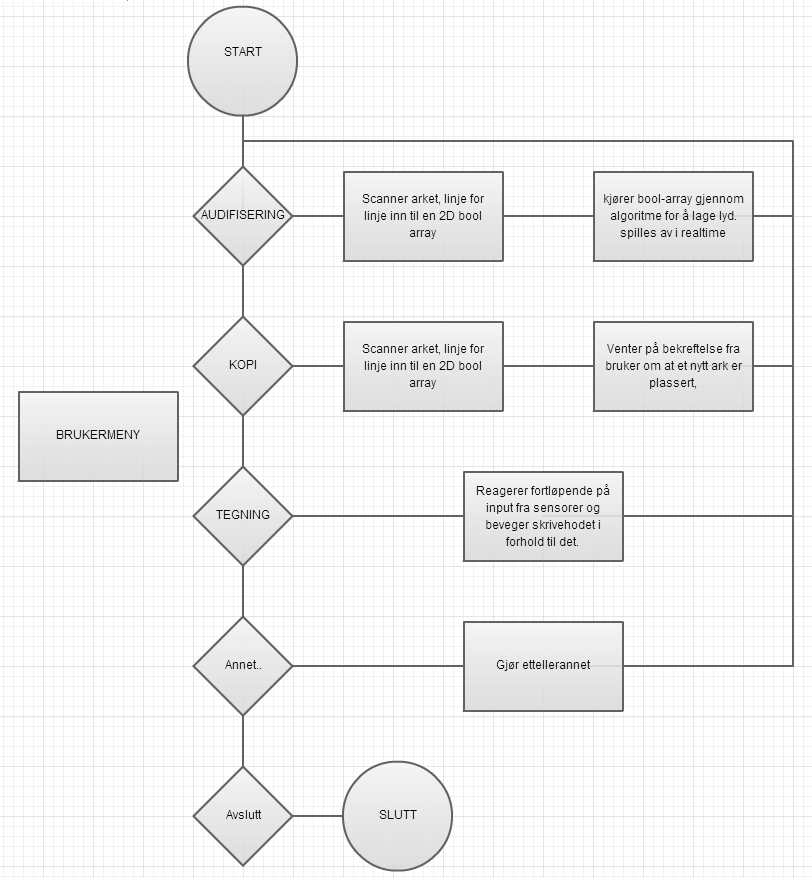 START
AUDIFISERING
Scanner arket, linje for
linje inn til en 2D bool
array
kjører bool-array gjennom
algoritme for å lage lyd.
spilles av i realtime
KOPI
Scanner arket, linje for
linje inn til en 2D bool
array
Venter på bekreftelse fra
bruker om at et nytt ark er
plassert,
BRUKERMENY
TEGNING
Reagerer fortløpende på
input fra sensorer og
beveger skrivehodet i
forhold til det.
Annet..
Gjør ettellerannet
Avslutt
SLUTT